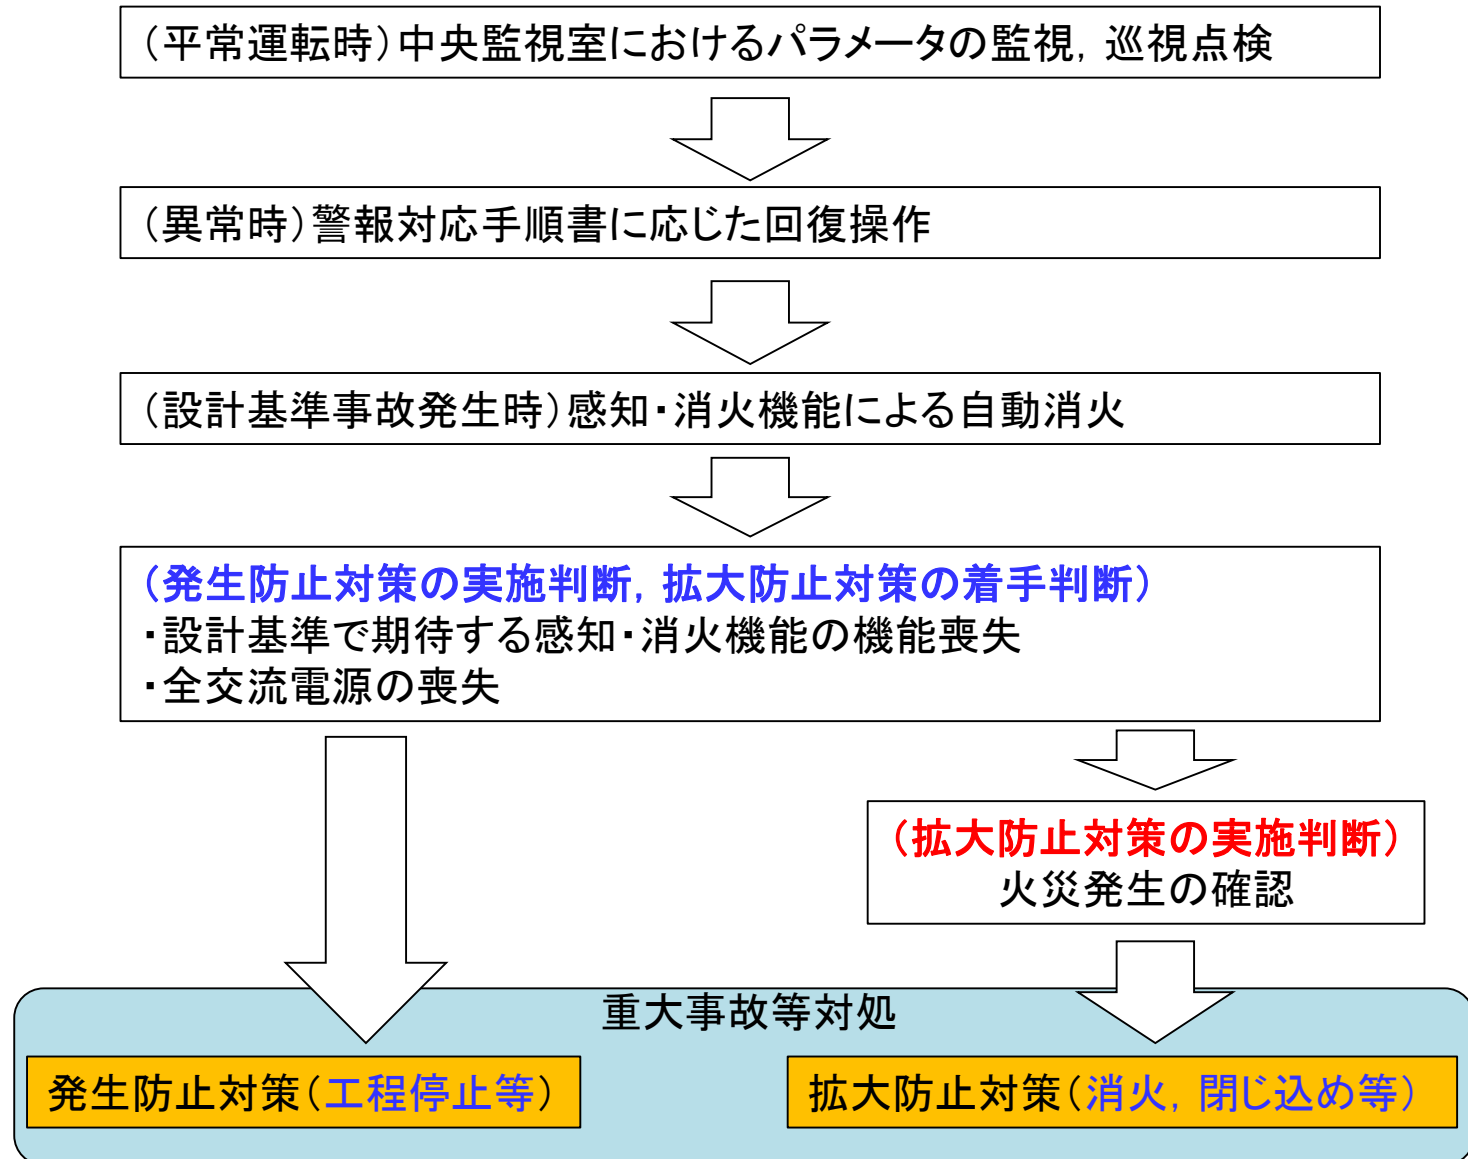 （平常運転時）中央監視室におけるパラメータの監視，巡視点検
（異常時）警報対応手順書に応じた回復操作
（設計基準事故発生時）感知・消火機能による自動消火
（発生防止対策の実施判断，拡大防止対策の着手判断）
・設計基準で期待する感知・消火機能の機能喪失
・全交流電源の喪失
（拡大防止対策の実施判断）
火災発生の確認
重大事故等対処
発生防止対策（工程停止等）
拡大防止対策（消火，閉じ込め等）